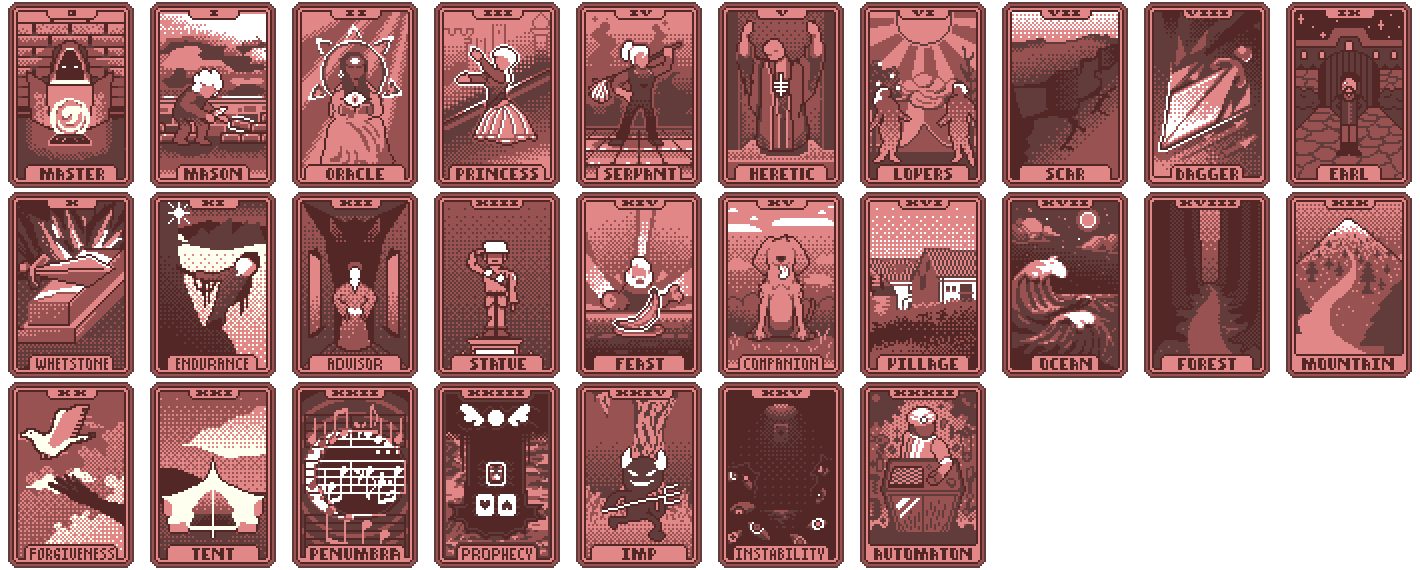 0
MASTER
I
MASON
II
ORACLE
III
PRINCESS
IV
SERVANT
V
HERETIC
VI
LOVERS
VII
SCAR
VIII
DAGGER
IX
EARL
X
WHETSTONE
XI
ENDURANCE
XII
ADVISOR
XIII
STATUE
XIV
FEAST
XV
COMPANION
XVI
VILLAGE
XVII
OCEAN
XVIII
FOREST
XIX
MOUNTAIN
XX
FORGIVENESS
XXI
TENT
XXII
PENUMBRA
XXIII
PROPHECY
XXIV
IMP
XXV
INSTABILITY
AUTOMATON